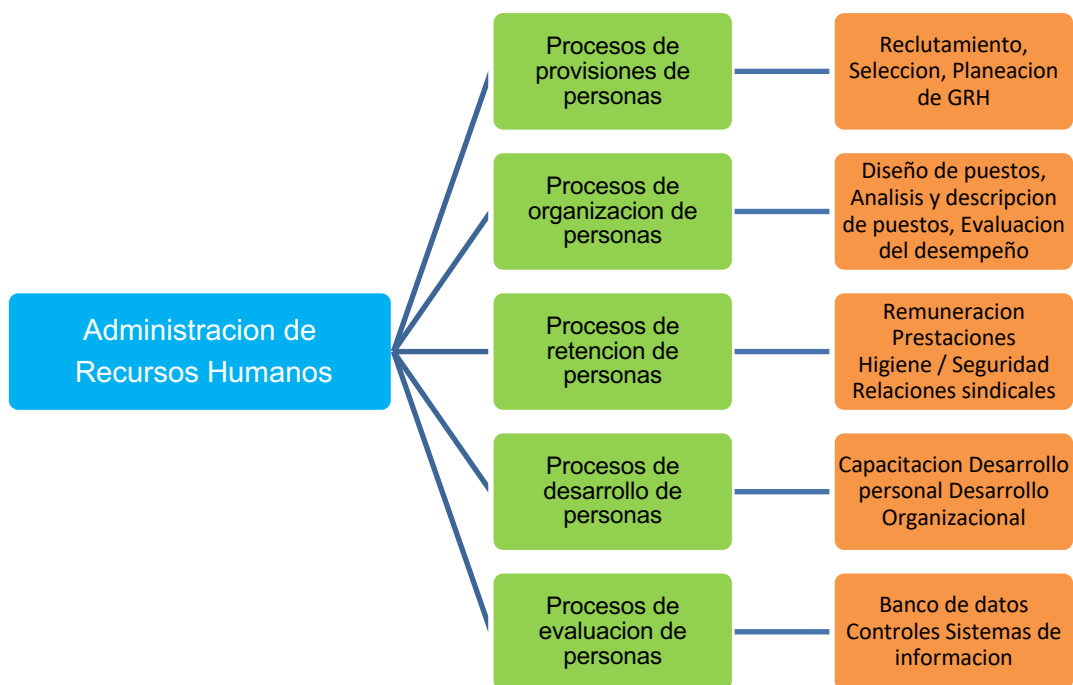 Administracion de
Recursos Humanos
Procesos de
provisiones de
personas
Reclutamiento,
Seleccion, Planeacion
de GRH
Procesos de
organizacion de
personas
Diseño de puestos,
Analisis y descripcion
de puestos, Evaluacion
del desempeño
Procesos de
retencion de
personas
Remuneracion
Prestaciones
Higiene / Seguridad
Relaciones sindicales
Procesos de
desarrollo de
personas
Capacitacion Desarrollo
personal Desarrollo
Organizacional
Procesos de
evaluacion de
personas
Banco de datos
Controles Sistemas de
informacion